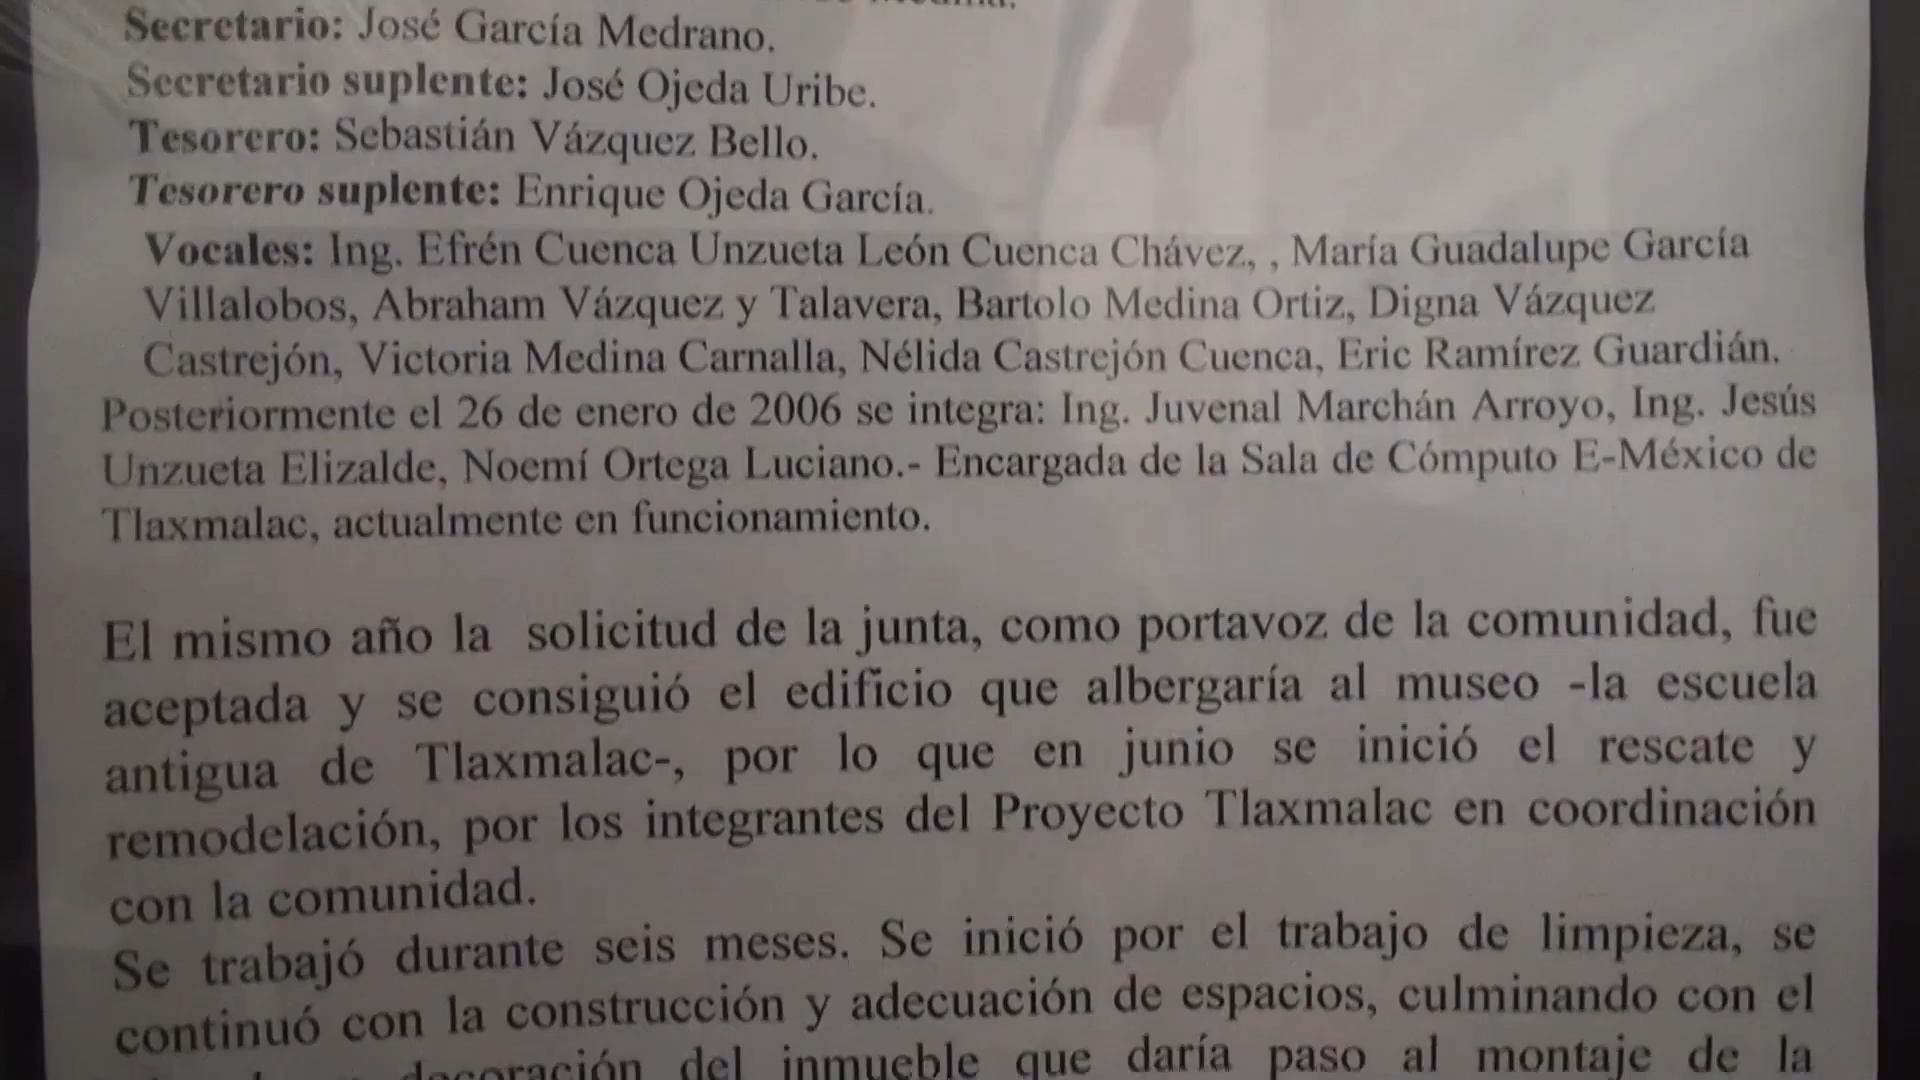 Secretario: José García Medrano.
Secretario suplente: José Ojeda Uribe.
Tesorero: Sebastián Vázquez Bello.
Tesorero suplente: Enrique Ojeda García.
Vocales: Ing. Efrén Cuenca Unzueta León Cuenca Chávez, , María Guadalupe García
Villalobos, Abraham Vázquez y Talavera, Bartolo Medina Ortiz, Digna Vázquez
Castrejón, Victoria Medina Carnalla, Nélida Castrejón Cuenca, Eric Ramírez Guardián.
Posteriormente el 26 de enero de 2006 se integra: Ing. Juvenal Marchán Arroyo, Ing. Jesús
Unzueta Elizalde, Noemí Ortega Luciano.- Encargada de la Sala de Cómputo E-México de
Tlaxmalac, actualmente en funcionamiento.
El mismo año la solicitud de la junta, como portavoz de la comunidad, fue
aceptada y se consiguió el edificio que albergaría al museo -la escuela
antigua de Tlaxmalac-, por lo que en junio se inició el rescate y
remodelación, por los integrantes del Proyecto Tlaxmalac en coordinación
con la comunidad.
Se trabajó durante seis meses. Se inició por el trabajo de limpieza, se
continuó con la construcción y adecuación de espacios, culminando con el
decoración del inmueble que daría paso al montaje de la